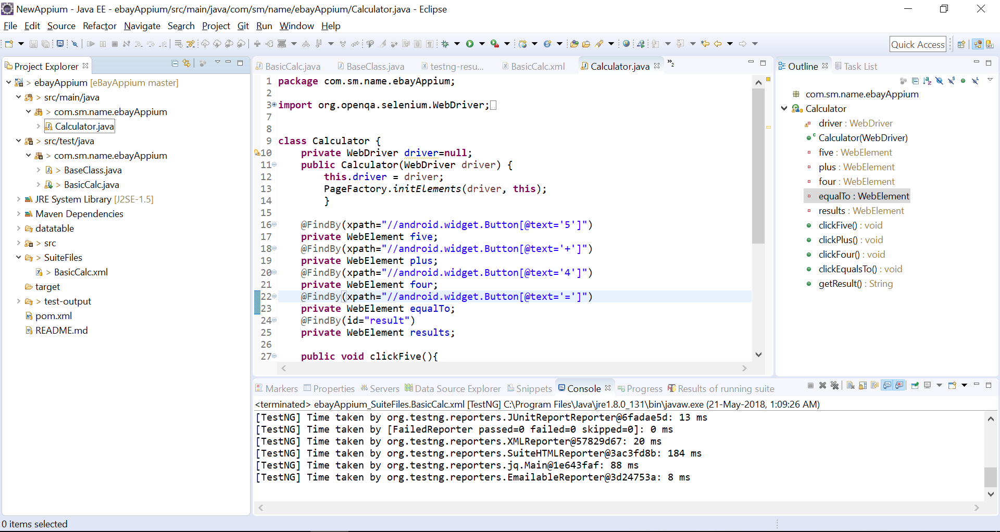 NewAppium - Java EE - ebayAppium/src/main/java/com/sm/name/ebayAppium/Calculator.java - Eclipse
File Edit Source Refactor Navigate Search Project Git Run Window Help
Quick Access
Project Explorer
> ebayAppium [eBayAppium master]
> src/main/java
> com.sm.name.ebayAppium
Calculator.java
> src/test/java
> com.sm.name.ebayAppium
> BaseClass.java
> BasicCalc.java
JRE System Library [J2SE-1.5]
Maven Dependencies
datatable
> src
> SuiteFiles
> BasicCalc.xml
target
> test-output
pom.xml
README.md
BasicCalc.java BaseClass.java testng-resu... BasicCalc.xml Calculator.java »2
1 package com.sm.name.ebayAppium;
2
3 import org.openqa.selenium.WebDriver;
7
8
9 class Calculator {
10 private WebDriver driver=null;
11 public Calculator(WebDriver driver) {
12 this.driver = driver;
13 PageFactory.initElements(driver, this);
14 }
15
16 @FindBy(xpath="//android.widget.Button[@text='5']")
17 private WebElement five;
18 @FindBy(xpath="//android.widget.Button[@text='+']")
19 private WebElement plus;
20 @FindBy(xpath="//android.widget.Button[@text='4']")
21 private WebElement four;
22 @FindBy(xpath="//android.widget.Button[@text='=']")
23 private WebElement equalTo;
24 @FindBy(id="result")
25 private WebElement results;
26
27 public void clickFive(){
Outline Task List
com.sm.name.ebayAppium
Calculator
driver : WebDriver
Calculator(WebDriver)
five : WebElement
plus : WebElement
four : WebElement
equalTo : WebElement
results : WebElement
clickFive() : void
clickPlus() : void
clickFour() : void
clickEqualsTo() : void
getResult() : String
Markers Properties Servers Data Source Explorer Snippets Console Progress Results of running suite
<terminated> ebayAppium_SuiteFiles.BasicCalc.xml [TestNG] C:\Program Files\Java\jre1.8.0_131\bin\javaw.exe (21-May-2018, 1:09:26 AM)
[TestNG] Time taken by org.testng.reporters.JUnitReportReporter@6fadae5d: 13 ms
[TestNG] Time taken by [FailedReporter passed=0 failed=0 skipped=0]: 0 ms
[TestNG] Time taken by org.testng.reporters.XMLReporter@57829d67: 20 ms
[TestNG] Time taken by org.testng.reporters.SuiteHTMLReporter@3ac3fd8b: 184 ms
[TestNG] Time taken by org.testng.reporters.jq.Main@1e643faf: 88 ms
[TestNG] Time taken by org.testng.reporters.EmailableReporter@3d24753a: 8 ms
0 items selected